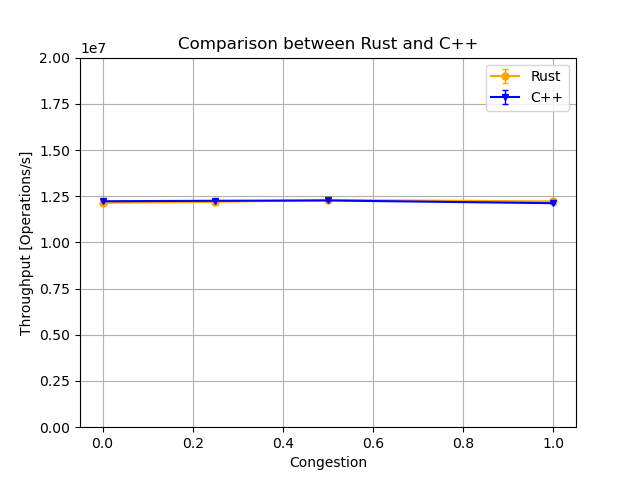 Comparison between Rust and C++
1e7
2.00
1.75
1.50
1.25
1.00
0.75
0.50
0.25
0.00
Throughput [Operations/s]
Rust
C++
0.0 0.2 0.4 0.6 0.8 1.0
Congestion